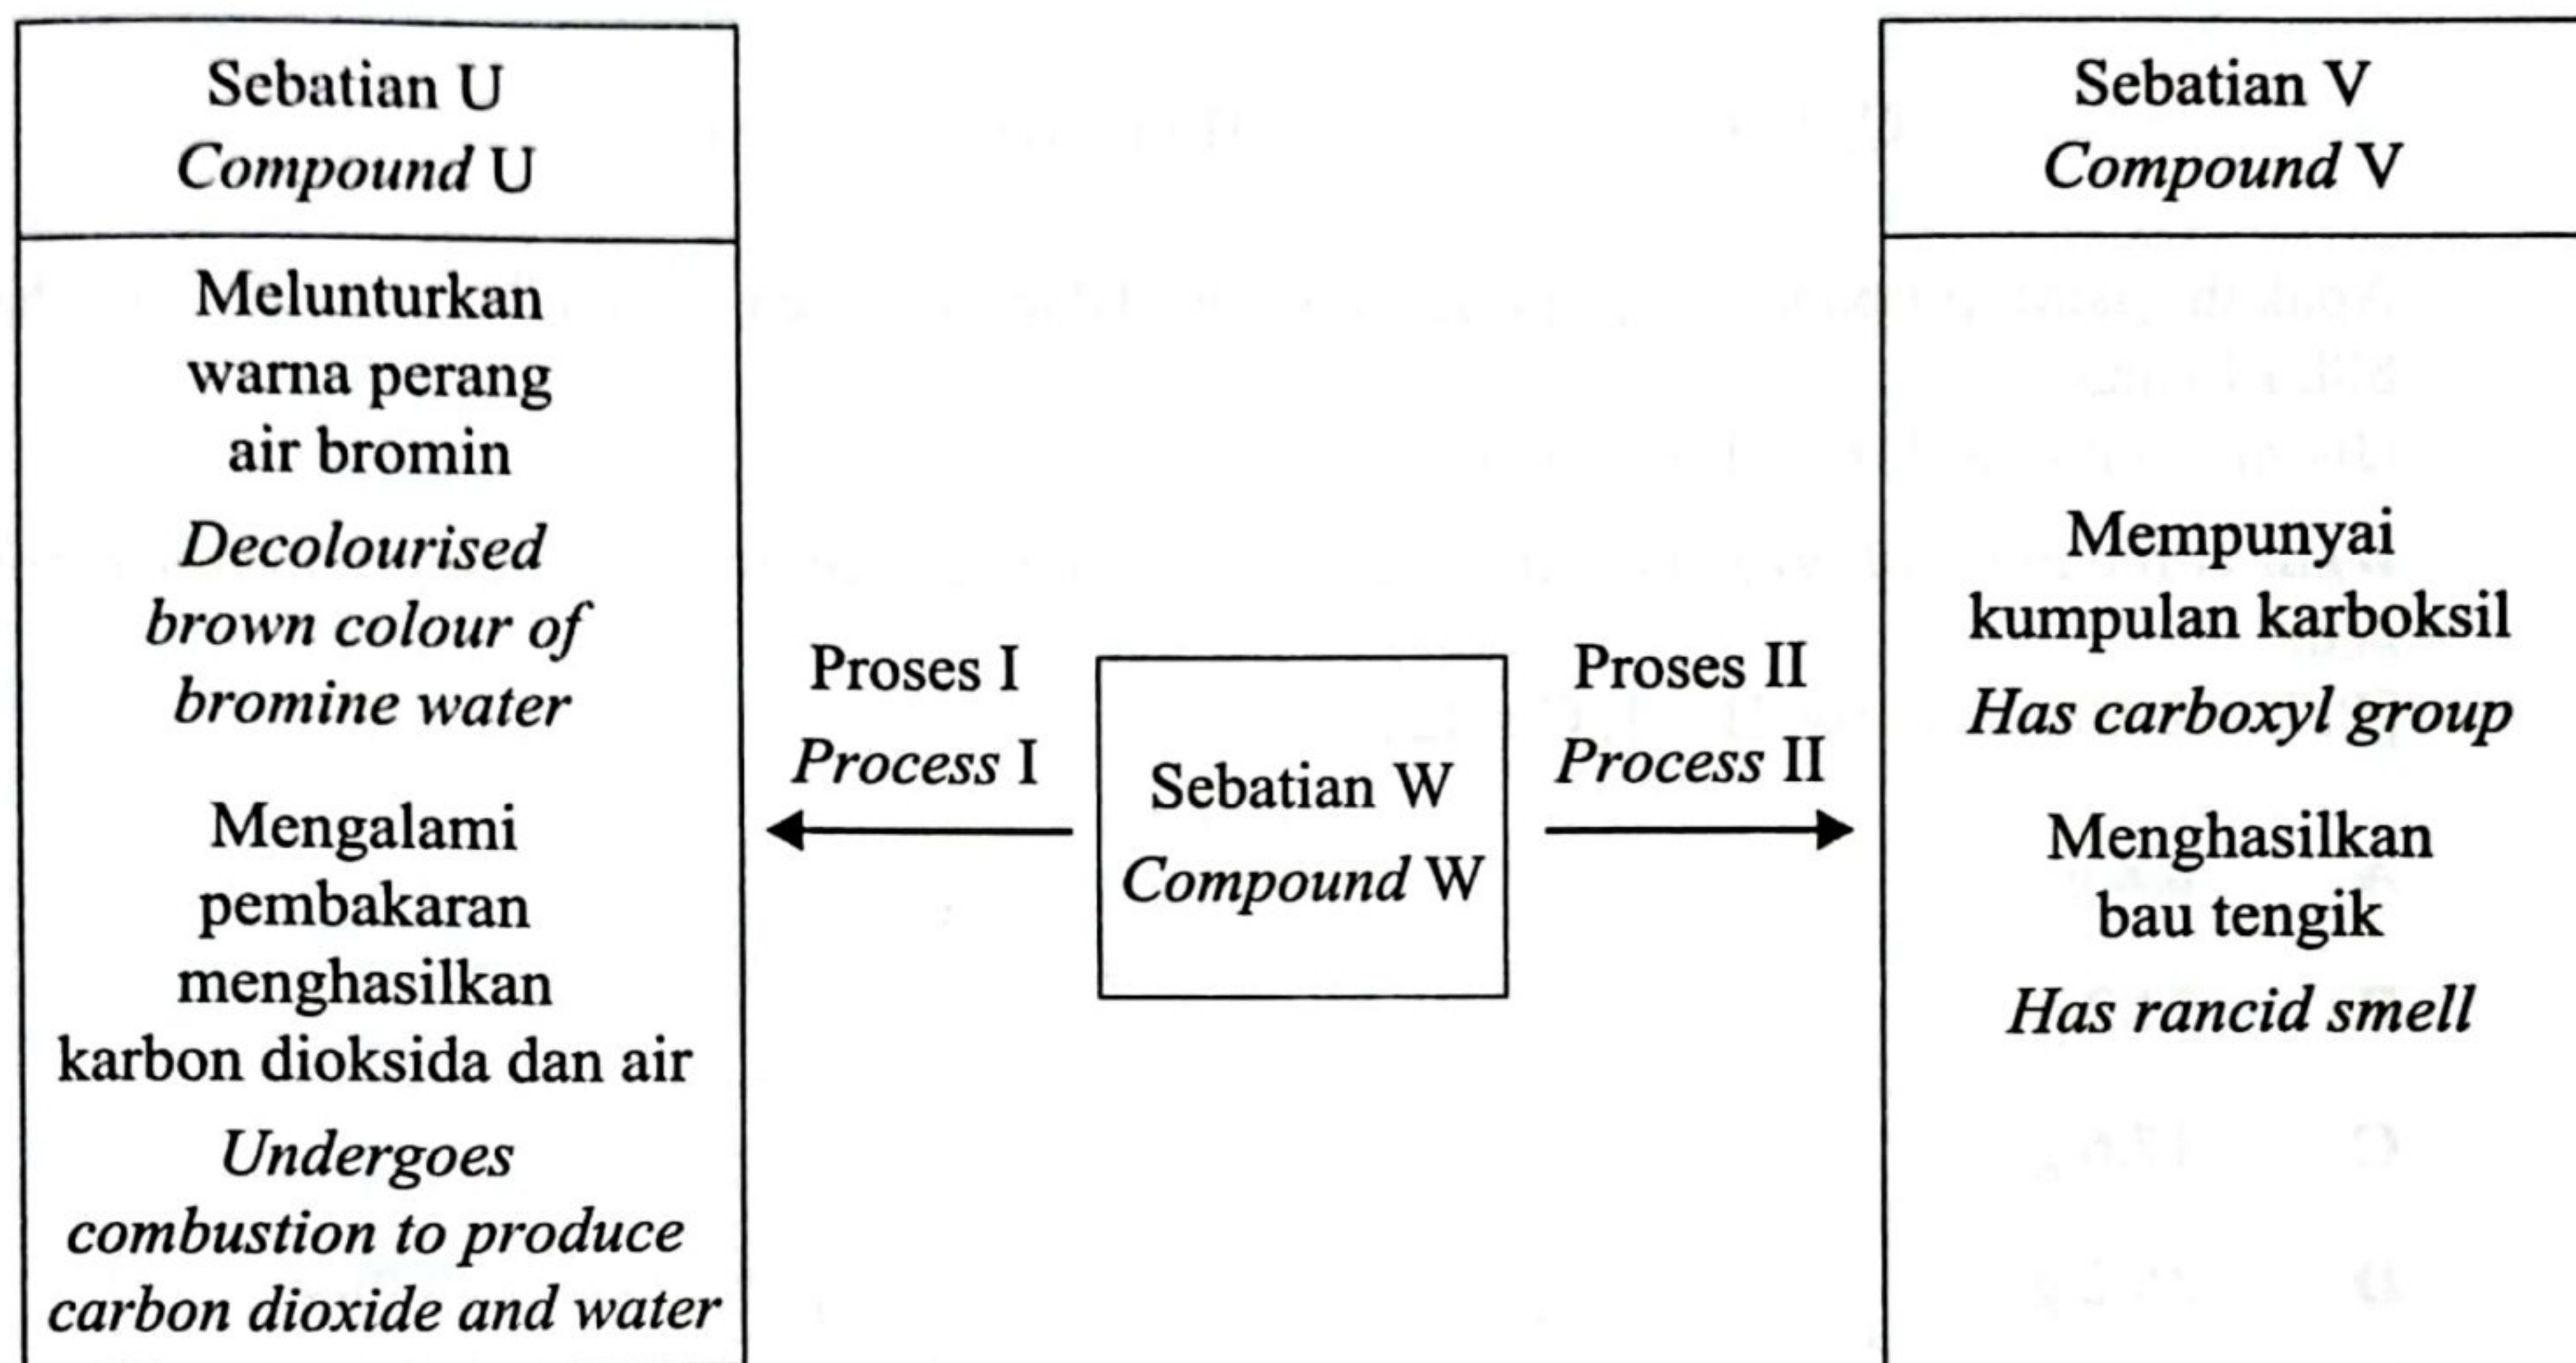 Sebatian U
Compound U
Melunturkan
warna perang
air bromin
Decolourised
brown colour of
bromine water
Mengalami
pembakaran
menghasilkan
karbon dioksida dan air
Undergoes
combustion to produce
carbon dioxide and water
Proses I
Process I
Sebatian W
Compound W
Proses II
Process II
Sebatian V
Compound V
Mempunyai
kumpulan karboksil
Has carboxyl group
Menghasilkan
bau tengik
Has rancid smell